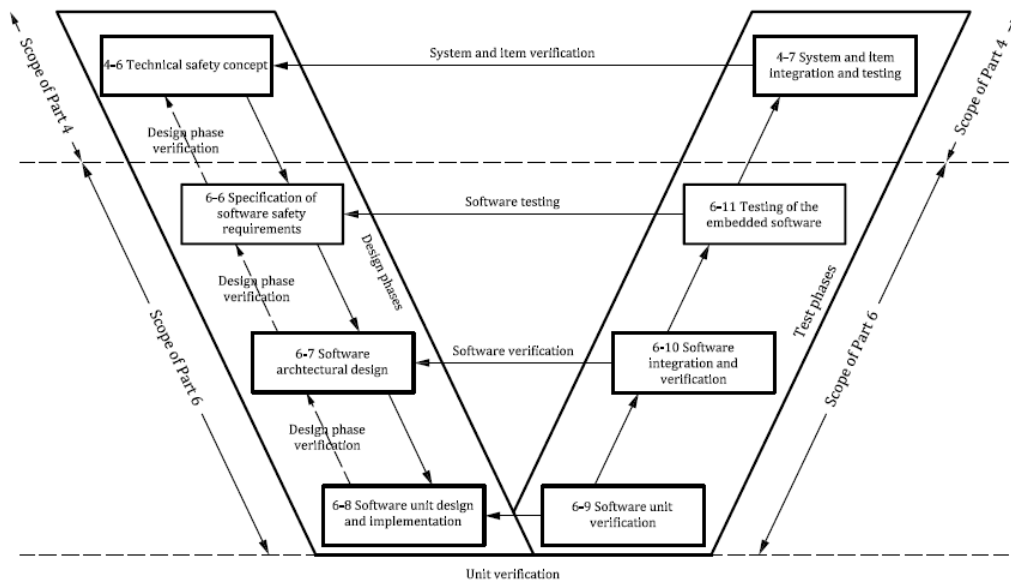 Scope of Part 4
4-6 Technical safety concept
System and item verification
4-7 System and item
integration and testing
Scope of Part 4
Design phase
verification
6-6 Specification of
software safety
requirements
Software testing
6-11 Testing of the
embedded software
Design phases
Test phases
Design phase
verification
Scope of Part 6
6-7 Software
archtectural design
Software verification
6-10 Software
integration and
verification
Scope of Part 6
Design phase
verification
6-8 Software unit design
and implementation
6-9 Software unit
verification
Unit verification